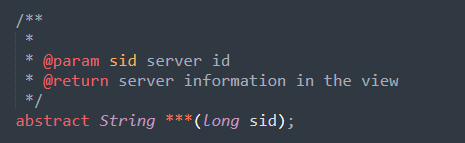 /**
*
* @param sid server id
* @return server information in the view
*/
abstract String ***(long sid);